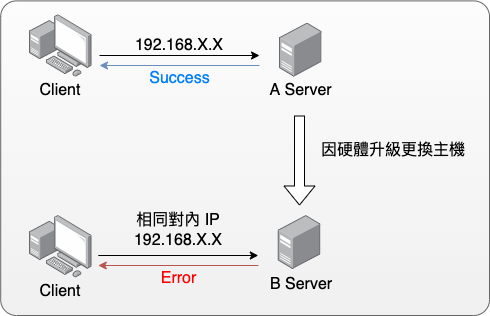 192.168.X.X
Success
Client
A Server
因硬體升級更換主機
相同對內 IP
192.168.X.X
Error
Client
B Server